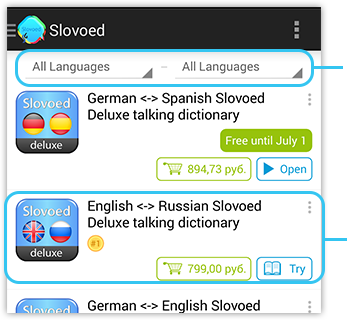 Slovoed
All Languages – All Languages
Slovoed
deluxe
German <-> Spanish Slovoed
Deluxe talking dictionary
Free until July 1
894,73 руб.
Open
Slovoed
deluxe
English <-> Russian Slovoed
Deluxe talking dictionary
#1
799,00 руб.
Try
Slovoed
German <-> English Slovoed